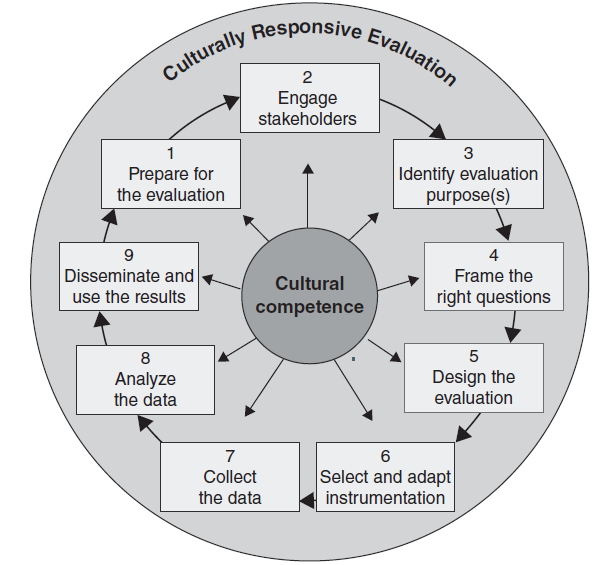 Culturally Responsive Evaluation
1
Prepare for
the evaluation
2
Engage
stakeholders
3
Identify evaluation
purpose(s)
4
Frame the
right questions
5
Design the
evaluation
6
Select and adapt
instrumentation
7
Collect
the data
8
Analyze
the data
9
Disseminate and
use the results
Cultural
competence